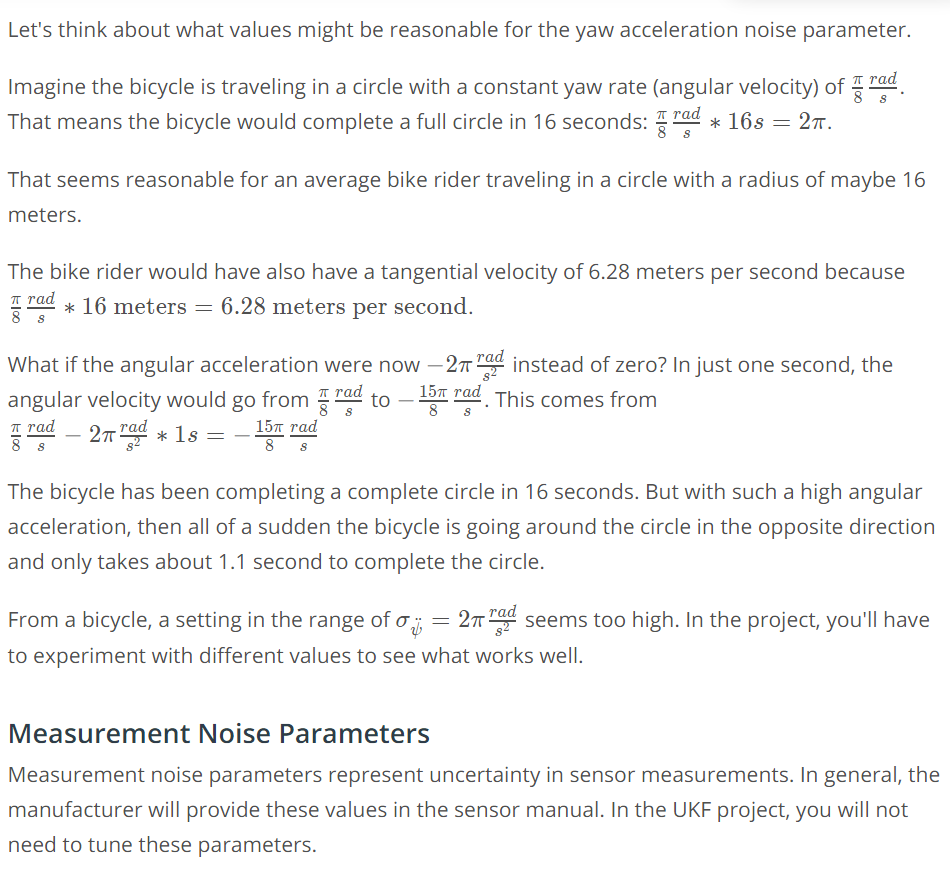 Let's think about what values might be reasonable for the yaw acceleration noise parameter.
Imagine the bicycle is traveling in a circle with a constant yaw rate (angular velocity) of $\frac{\pi}{8} \frac{rad}{s}$.
That means the bicycle would complete a full circle in 16 seconds: $\frac{\pi}{8} \frac{rad}{s} * 16s = 2\pi$.
That seems reasonable for an average bike rider traveling in a circle with a radius of maybe 16
meters.
The bike rider would have also have a tangential velocity of 6.28 meters per second because
$\frac{\pi}{8} \frac{rad}{s} * 16$ meters $= 6.28$ meters per second.
What if the angular acceleration were now $-2\pi \frac{rad}{s^2}$ instead of zero? In just one second, the
angular velocity would go from $\frac{\pi}{8} \frac{rad}{s}$ to $-\frac{15\pi}{8} \frac{rad}{s}$. This comes from
$\frac{\pi}{8} \frac{rad}{s} - 2\pi \frac{rad}{s^2} * 1s = -\frac{15\pi}{8} \frac{rad}{s}$
The bicycle has been completing a complete circle in 16 seconds. But with such a high angular
acceleration, then all of a sudden the bicycle is going around the circle in the opposite direction
and only takes about 1.1 second to complete the circle.
From a bicycle, a setting in the range of $\sigma_{\ddot{\psi}} = 2\pi \frac{rad}{s^2}$ seems too high. In the project, you'll have
to experiment with different values to see what works well.
Measurement Noise Parameters
Measurement noise parameters represent uncertainty in sensor measurements. In general, the
manufacturer will provide these values in the sensor manual. In the UKF project, you will not
need to tune these parameters.